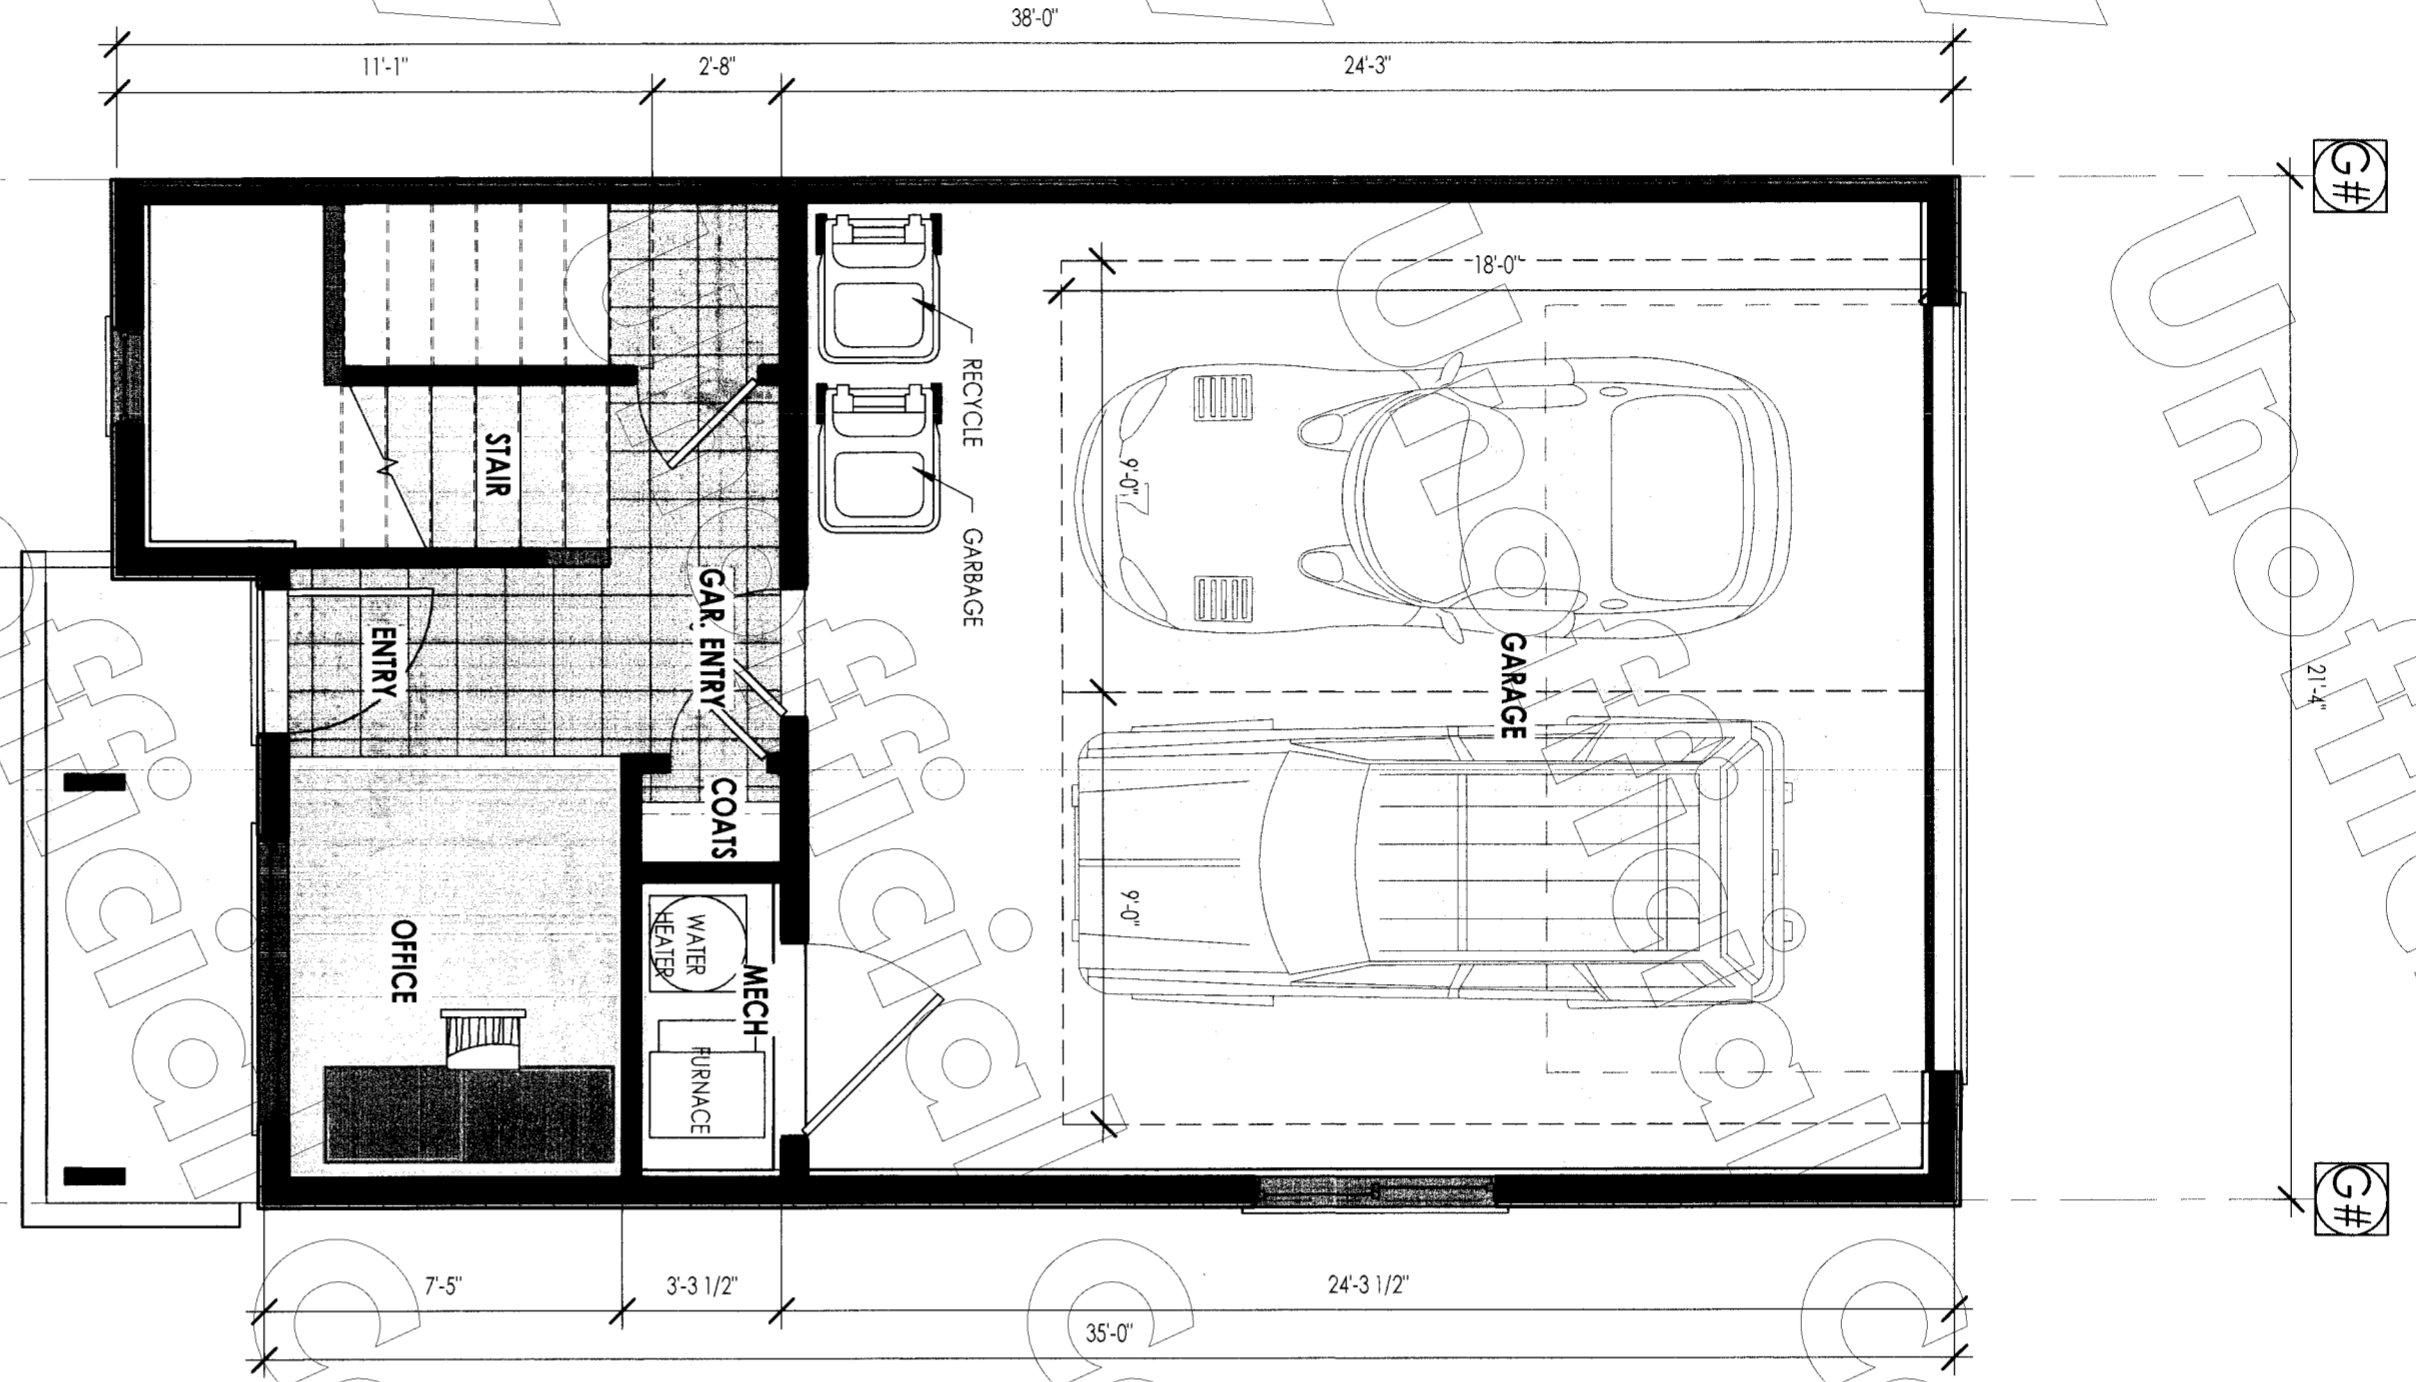 38'-0"
11'-1"
2'-8"
24'-3"
G#
18'-0"
RECYCLE
GARBAGE
9'-0"
STAIR
ENTRY
GAR. ENTRY
GARAGE
21'-4"
COATS
OFFICE
WATER
HEATER
MECH
FURNACE
9'-0"
G#
7'-5"
3'-3 1/2"
24'-3 1/2"
35'-0"
Unofficial
Unofficial
Unofficial